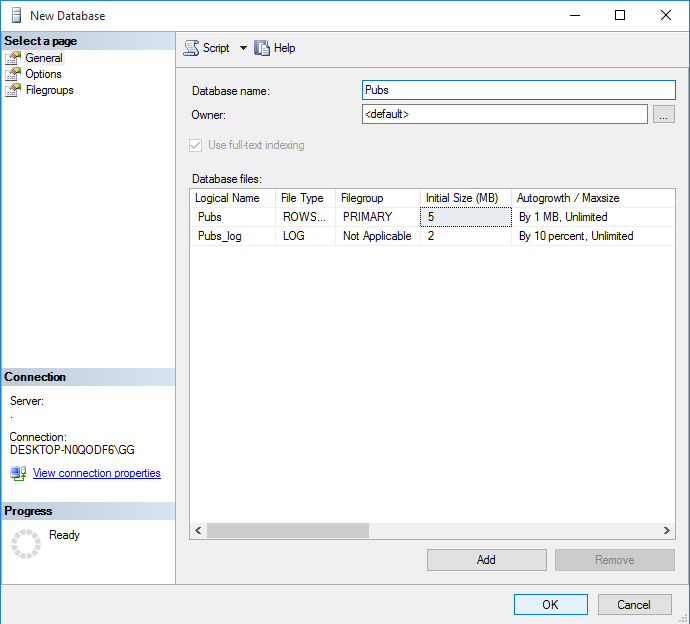 New Database
Select a page
General
Options
Filegroups
Script
Help
Database name:
Pubs
Owner:
<default>
...
Use full-text indexing
Database files:
Logical Name File Type Filegroup Initial Size (MB) Autogrowth / Maxsize
Pubs ROWS... PRIMARY 5 By 1 MB, Unlimited
Pubs_log LOG Not Applicable 2 By 10 percent, Unlimited
Connection
Server:
.
Connection:
DESKTOP-N0QODF6\GG
View connection properties
Progress
Ready
Add
Remove
OK
Cancel